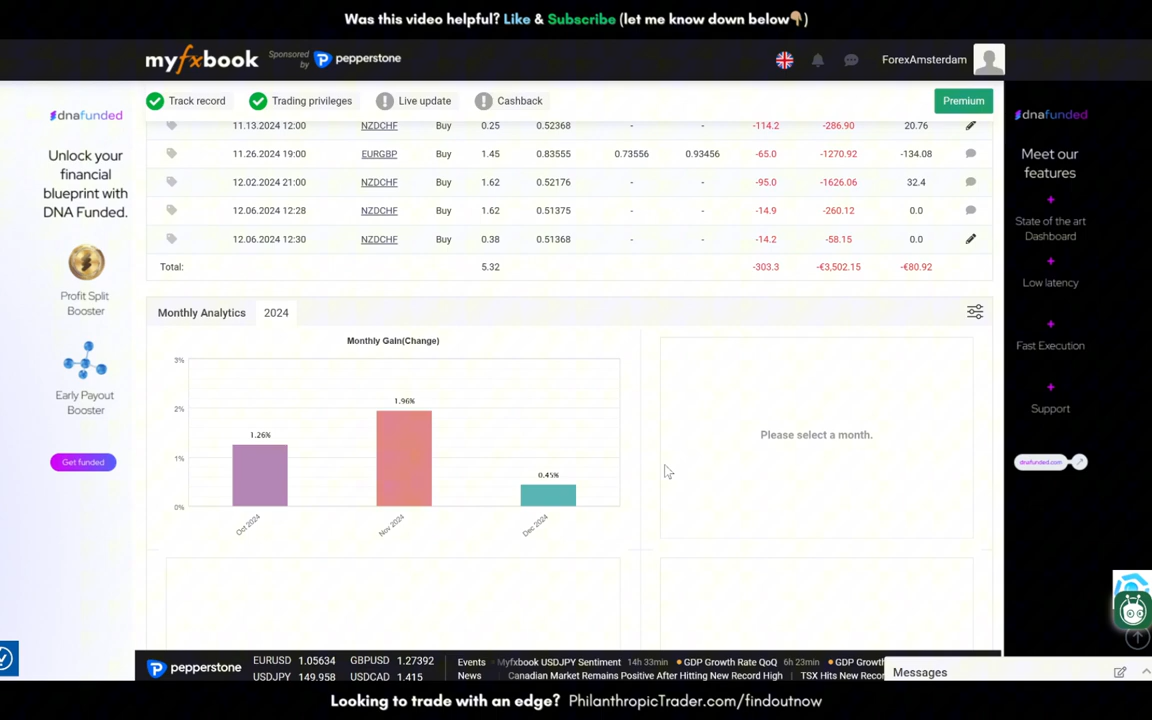 Was this video helpful? Like & Subscribe (let me know down below👇🏽)
myfxbook Sponsored by pepperstone ForexAmsterdam
Track record Trading privileges Live update Cashback Premium
11.13.2024 12:00 NZDCHF Buy 0.25 0.52368 - - -114.2 -286.90 20.76
11.26.2024 19:00 EURGBP Buy 1.45 0.83555 0.73556 0.93456 -65.0 -1270.92 -134.08
12.02.2024 21:00 NZDCHF Buy 1.62 0.52176 - - -95.0 -1626.06 32.4
12.06.2024 12:28 NZDCHF Buy 1.62 0.51375 - - -14.9 -260.12 0.0
12.06.2024 12:30 NZDCHF Buy 0.38 0.51368 - - -14.2 -58.15 0.0
Total: 5.32 -303.3 -€3,502.15 -€80.92
Monthly Analytics 2024
Monthly Gain(Change)
3%
2%
1%
0%
1.26%
1.96%
0.45%
Oct 2024
Nov 2024
Dec 2024
Please select a month.
dnafunded
Unlock your
financial
blueprint with
DNA Funded.
Profit Split
Booster
Early Payout
Booster
Get funded
dnafunded
Meet our
features
+
State of the art
Dashboard
+
Low latency
+
Fast Execution
+
Support
dnafunded.com
pepperstone
EURUSD 1.05634 GBPUSD 1.27392
USDJPY 149.958 USDCAD 1.415
Events Myfxbook USDJPY Sentiment 14h 33min GDP Growth Rate QoQ 6h 23min GDP Growth
News Canadian Market Remains Positive After Hitting New Record High TSX Hits New Recor
Messages
Looking to trade with an edge? PhilanthropicTrader.com/findoutnow